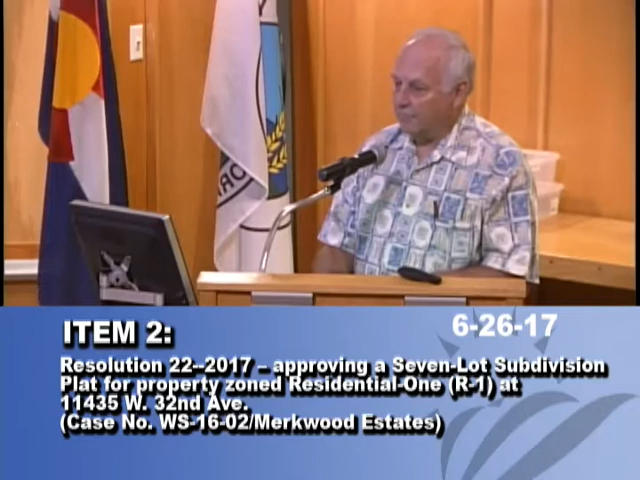 ITEM 2:
6-26-17
Resolution 22--2017 – approving a Seven-Lot Subdivision
Plat for property zoned Residential-One (R-1) at
11435 W. 32nd Ave.
(Case No. WS-16-02/Merkwood Estates)